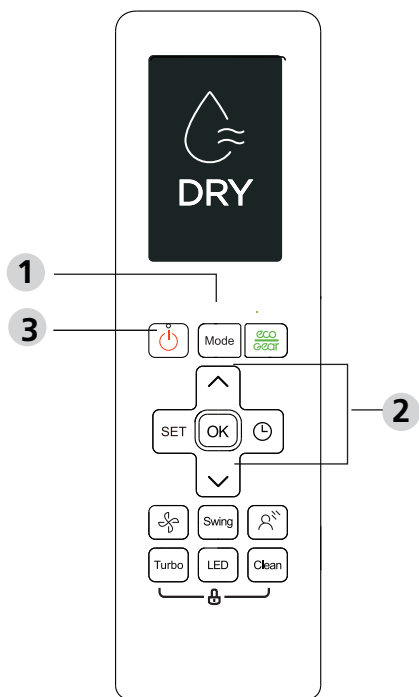 DRY
1
3
Mode
eco
Gear
2
SET
OK
Swing
Turbo
LED
Clean